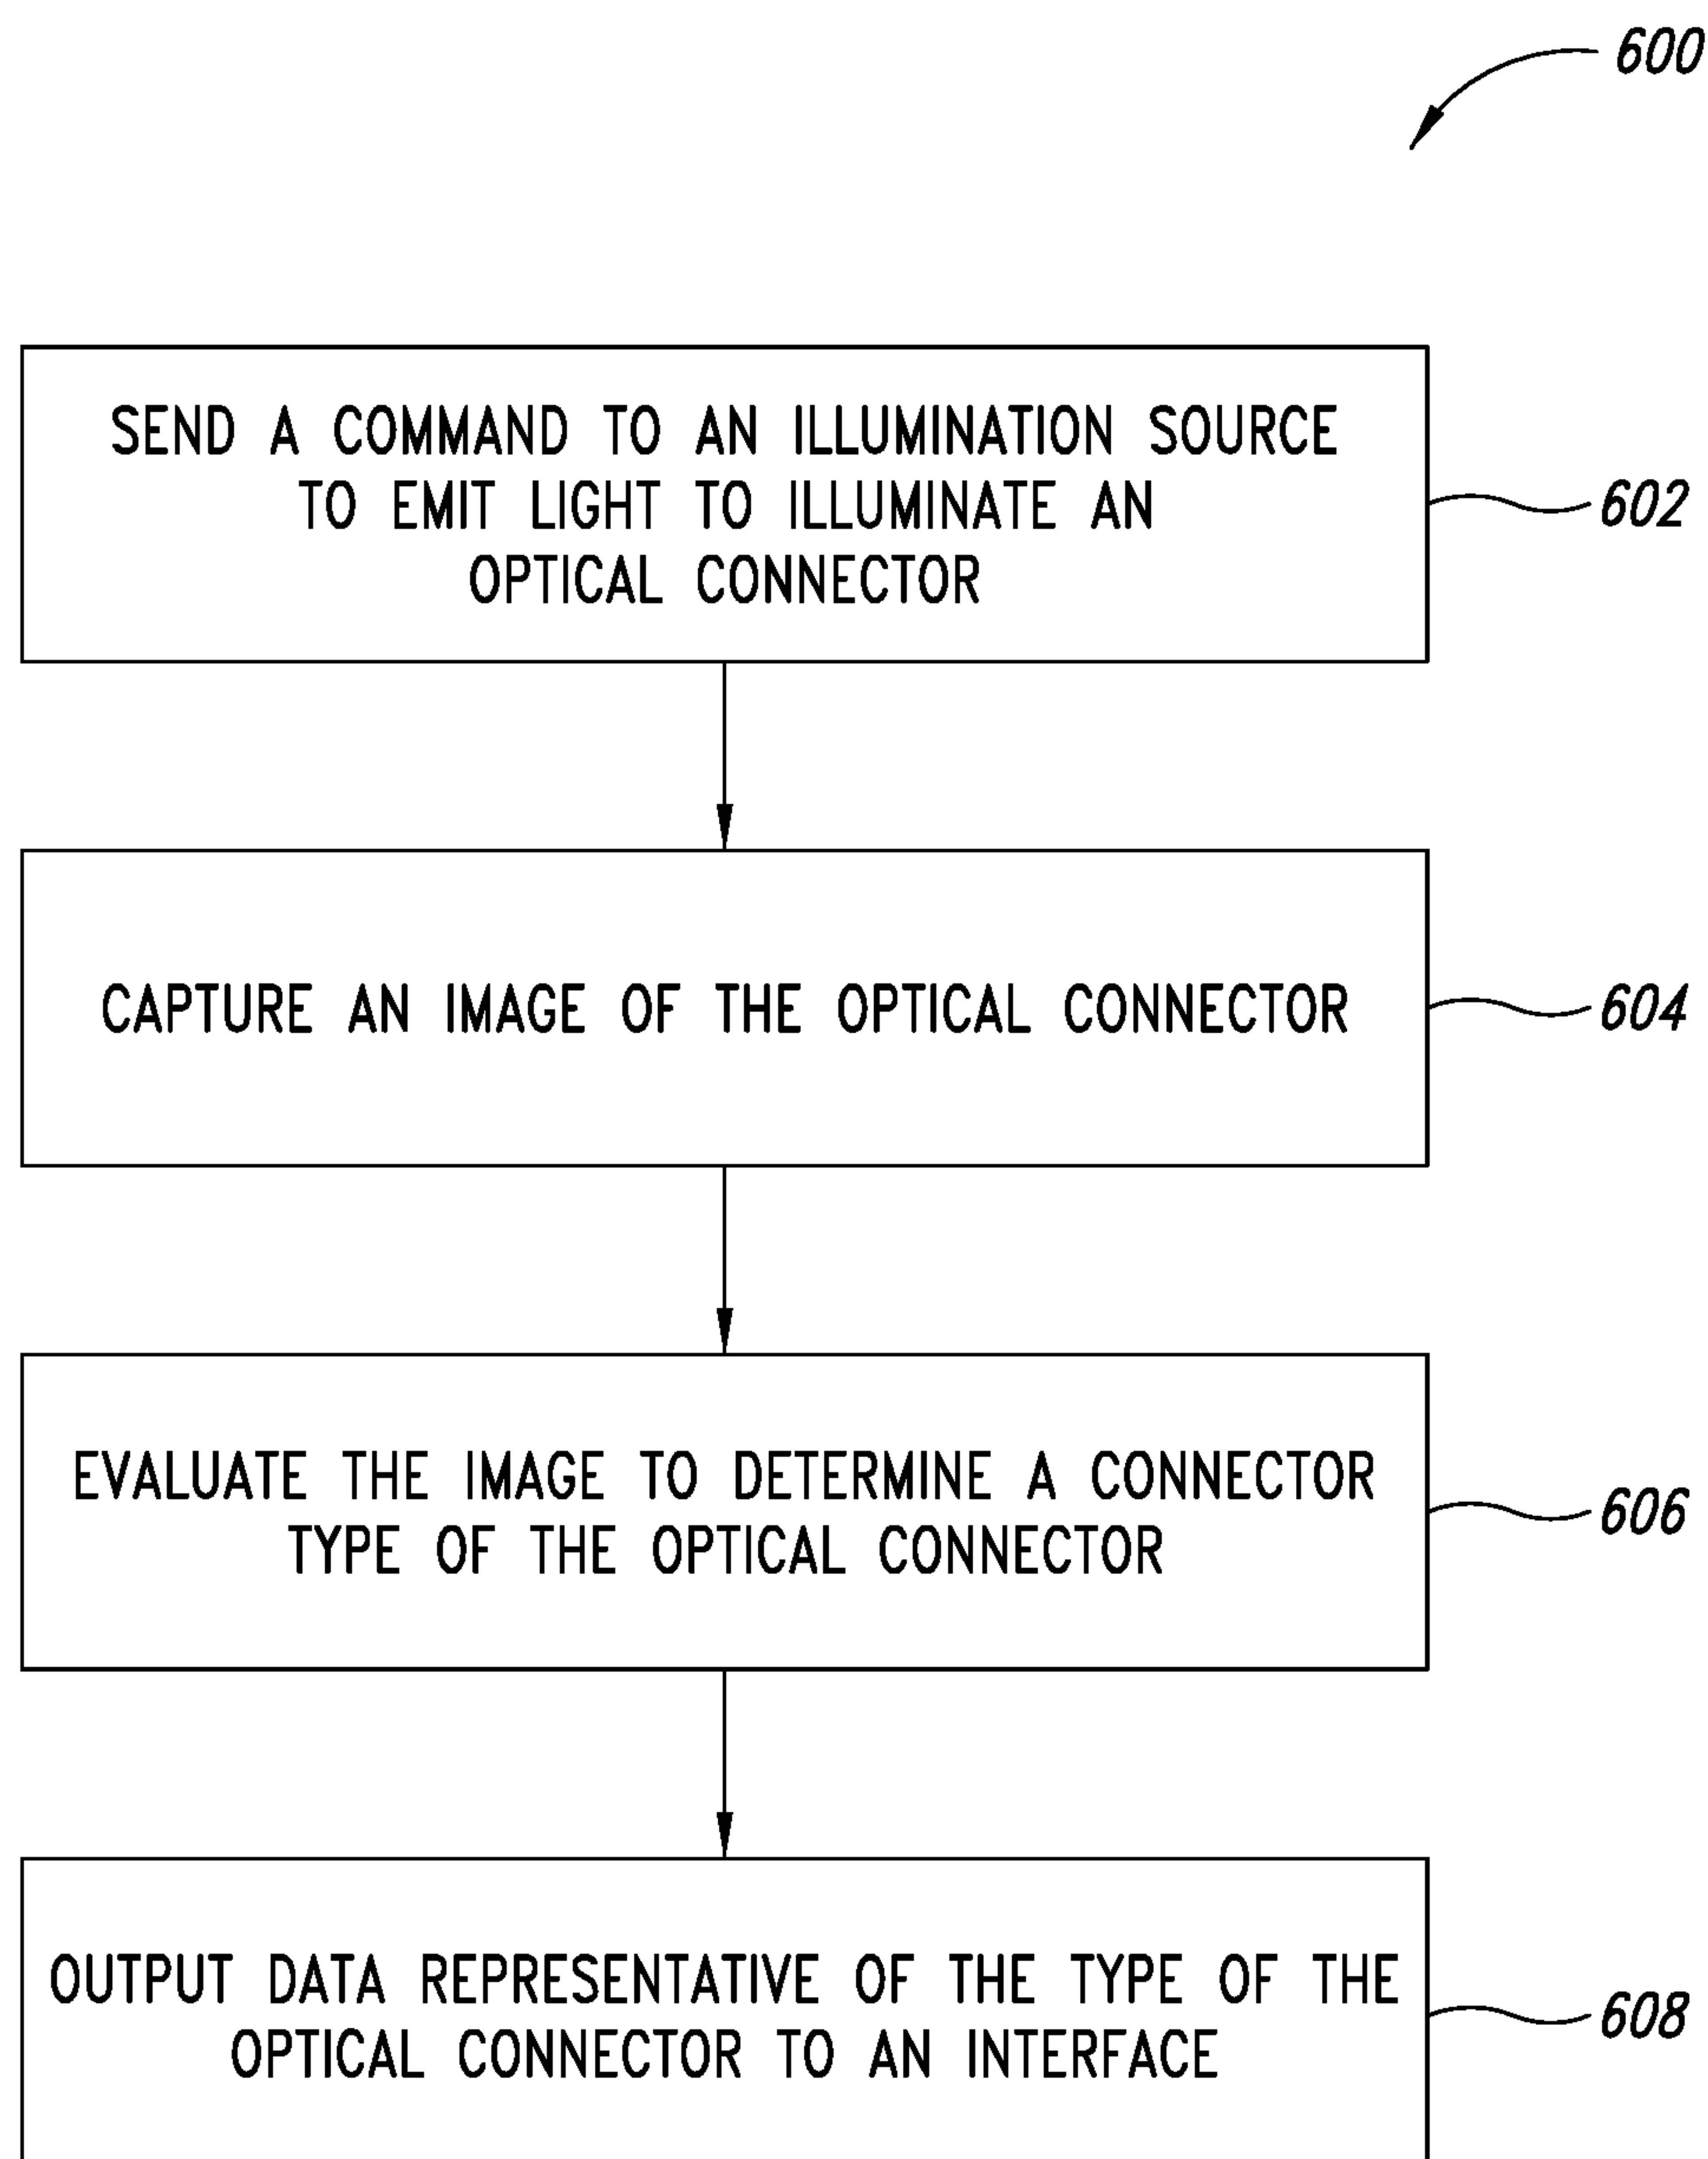 600
SEND A COMMAND TO AN ILLUMINATION SOURCE
TO EMIT LIGHT TO ILLUMINATE AN
OPTICAL CONNECTOR
602
CAPTURE AN IMAGE OF THE OPTICAL CONNECTOR
604
EVALUATE THE IMAGE TO DETERMINE A CONNECTOR
TYPE OF THE OPTICAL CONNECTOR
606
OUTPUT DATA REPRESENTATIVE OF THE TYPE OF THE
OPTICAL CONNECTOR TO AN INTERFACE
608